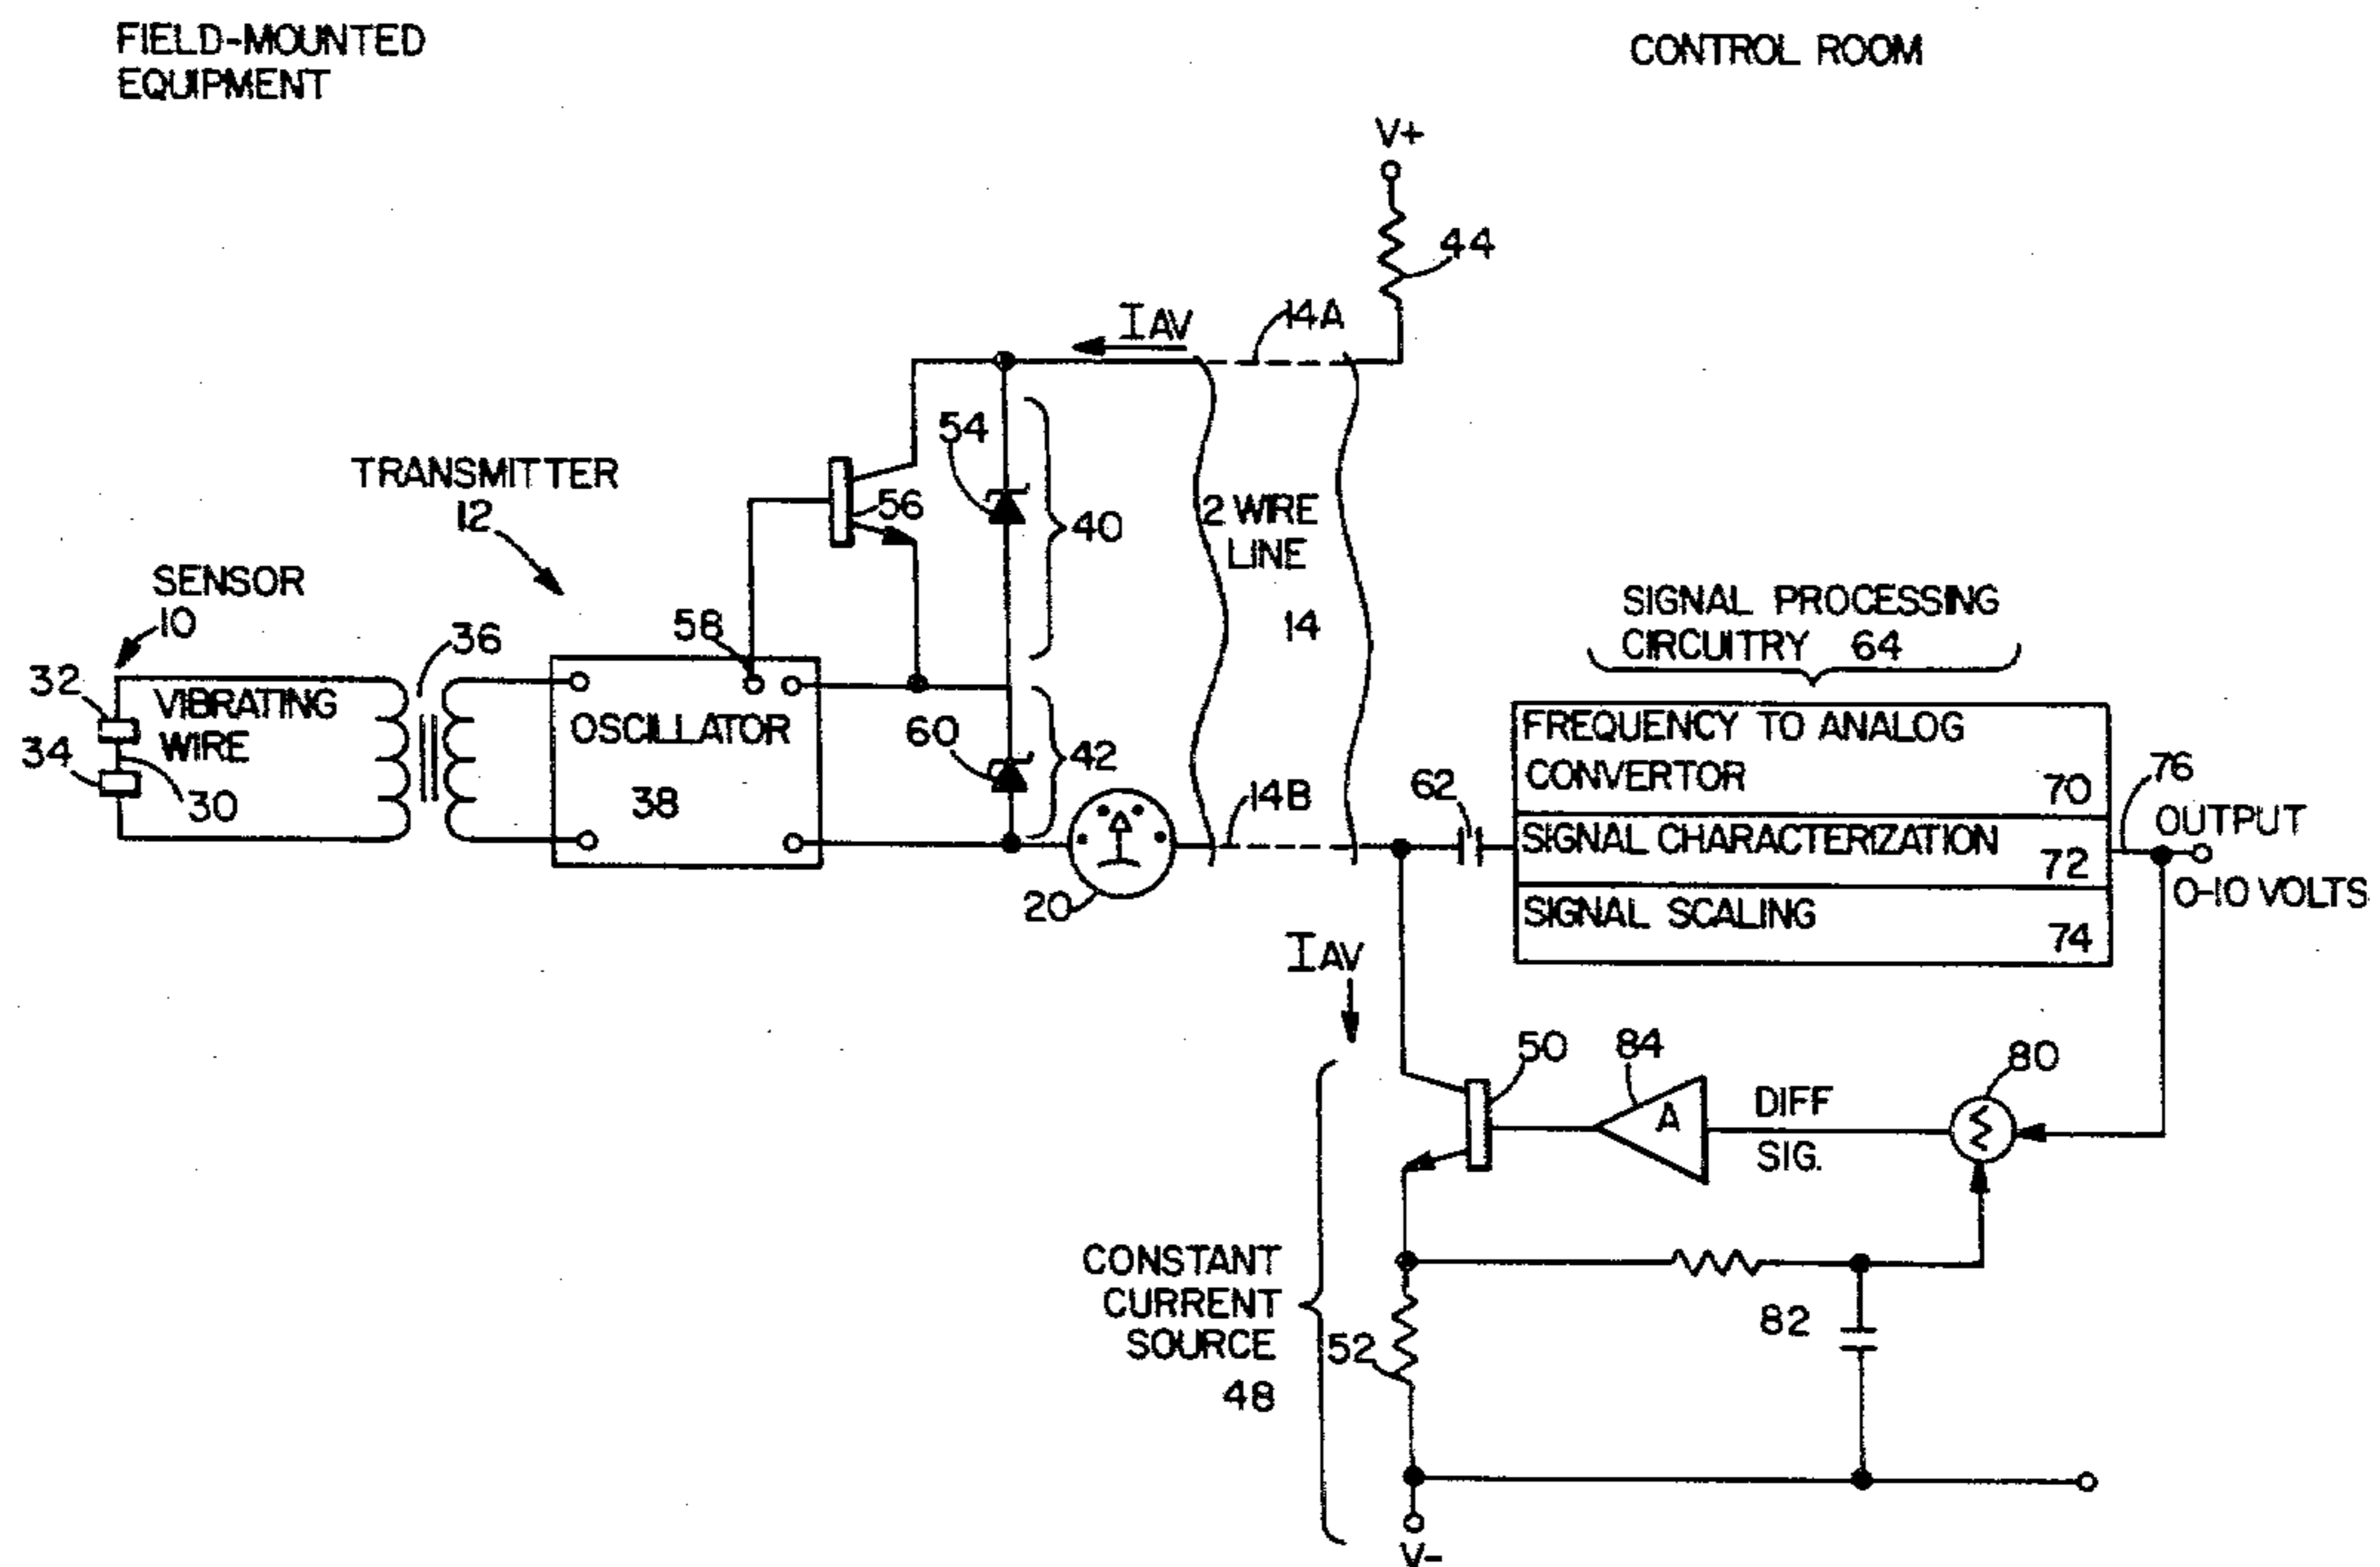 FIELD-MOUNTED
EQUIPMENT
CONTROL ROOM
V+
44
IAV
14A
54
TRANSMITTER
12
56
40
2 WIRE
LINE
14
SENSOR
10
58
36
SIGNAL PROCESSING
CIRCUITRY 64
32
VIBRATING
WIRE
34
30
OSCILLATOR
38
60
42
14B
20
62
FREQUENCY TO ANALOG
CONVERTOR
70
SIGNAL CHARACTERIZATION
72
SIGNAL SCALING
74
76
OUTPUT
0-10 VOLTS
IAV
50
84
A
DIFF
SIG.
80
Σ
CONSTANT
CURRENT
SOURCE
48
52
82
V-